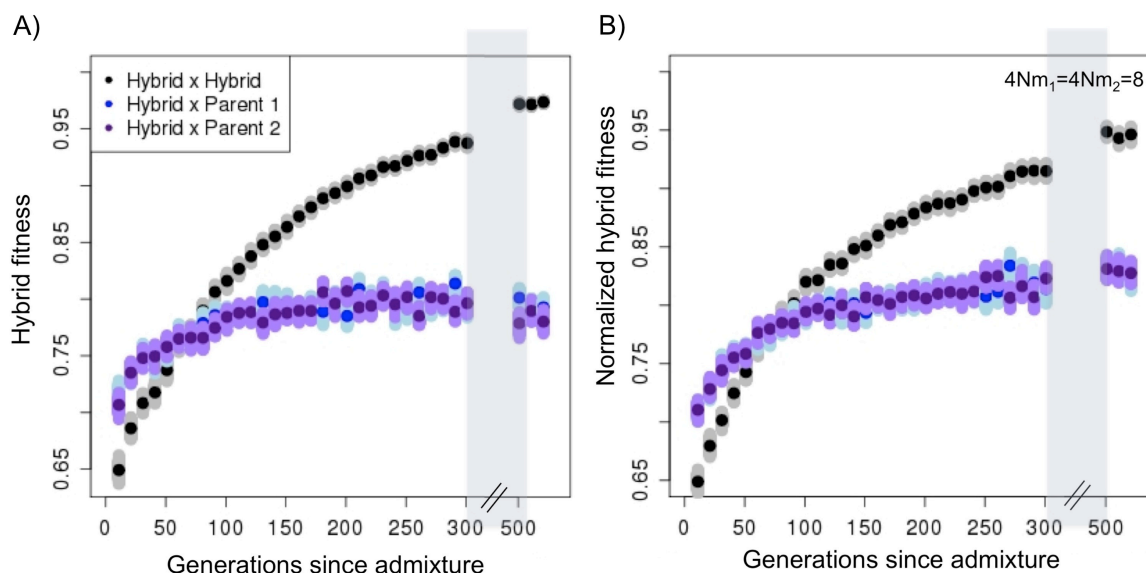 A)
Hybrid x Hybrid
Hybrid x Parent 1
Hybrid x Parent 2
Hybrid fitness
0.65
0.75
0.85
0.95
0 50 100 150 200 250 300 500
Generations since admixture
B)
4Nm₁=4Nm₂=8
Normalized hybrid fitness
0.65
0.75
0.85
0.95
0 50 100 150 200 250 300 500
Generations since admixture